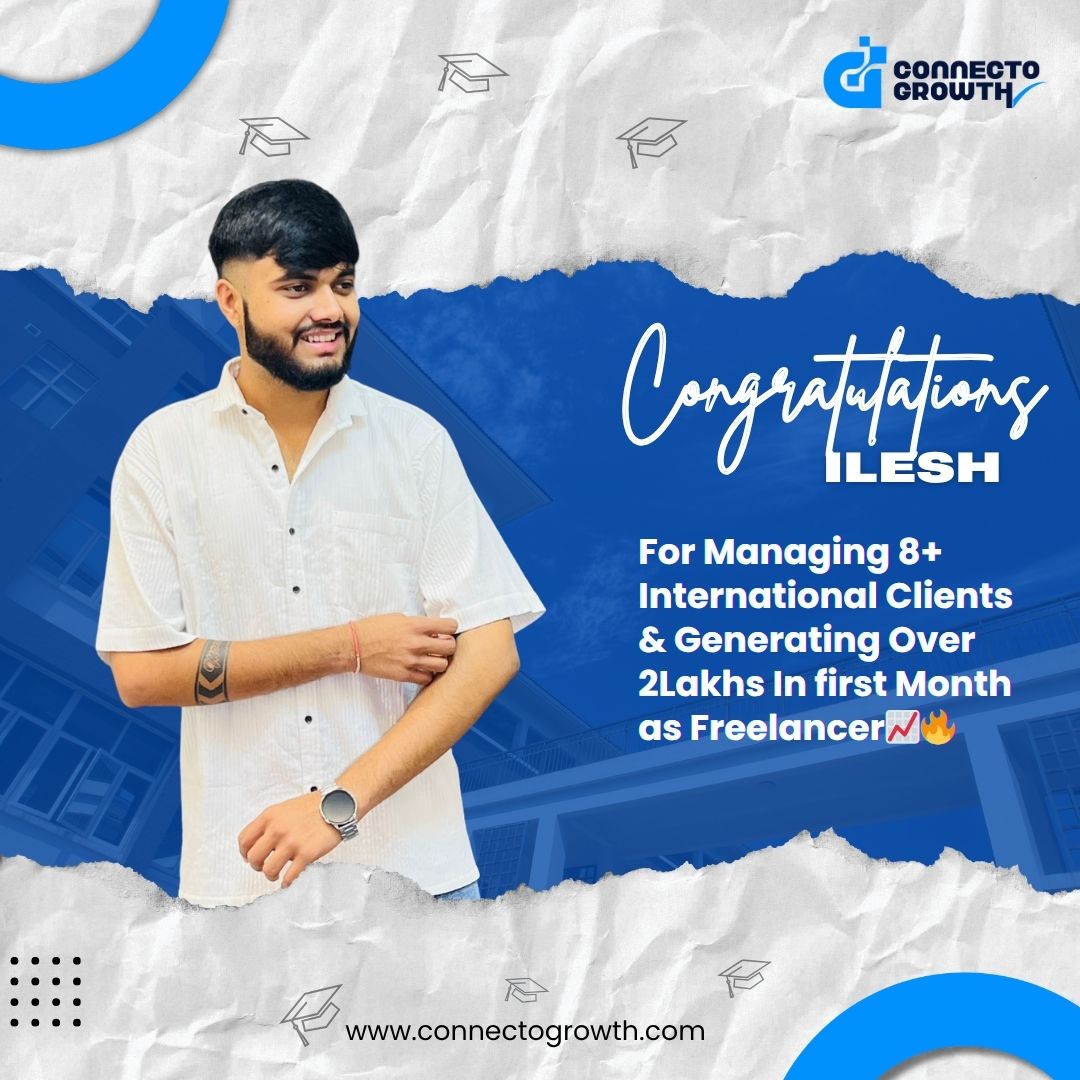 CONNECTO
GROWTH
Congratulations
ILESH
For Managing 8+
International Clients
& Generating Over
2Lakhs In first Month
as Freelancer📈🔥
www.connectogrowth.com